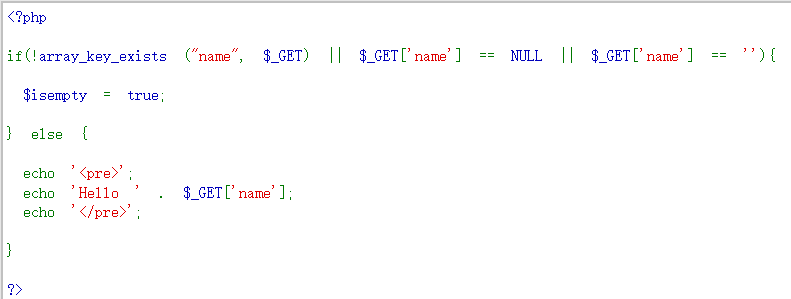 <?php
if(!array_key_exists ("name", $_GET) || $_GET['name'] == NULL || $_GET['name'] == ''){
$isempty = true;
} else {
echo '<pre>';
echo 'Hello ' . $_GET['name'];
echo '</pre>';
}
?>